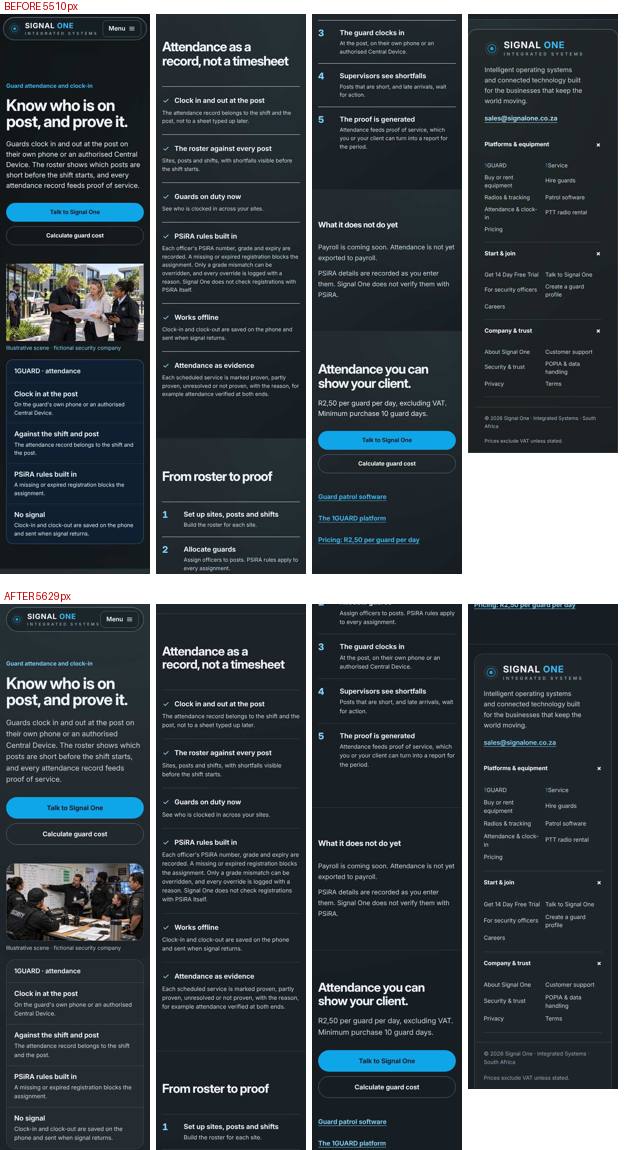 BEFORE 5510px
SIGNAL ONE
INTEGRATED SYSTEMS
Menu
Guard attendance and clock-in
Know who is on
post, and prove it.
Guards clock in and out at the post on
their own phone or an authorised Central
Device. The roster shows which posts are
short before the shift starts, and every
attendance record feeds proof of service.
Talk to Signal One
Calculate guard cost
Illustrative scene · fictional security company
1GUARD · attendance
Clock in at the post
On the guard's own phone or an authorised
Central Device.
Against the shift and post
The attendance record belongs to the shift and
the post.
PSiRA rules built in
A missing or expired registration blocks the
assignment.
No signal
Clock-in and clock-out are saved on the phone
and sent when signal returns.
Attendance as a
record, not a timesheet
Clock in and out at the post
The attendance record belongs to the shift and the
post, not to a sheet typed up later.
The roster against every post
Sites, posts and shifts, with shortfalls visible before
the shift starts.
Guards on duty now
See who is clocked in across your sites.
PSiRA rules built in
Each officer's PSiRA number, grade and expiry are
recorded. A missing or expired registration blocks the
assignment. Only a grade mismatch can be
overridden, and every override is logged with a
reason. Signal One does not check registrations with
PSiRA itself.
Works offline
Clock-in and clock-out are saved on the phone and
sent when signal returns.
Attendance as evidence
Each scheduled service is marked proven, partly
proven, unresolved or not proven, with the reason, for
example attendance verified at both ends.
From roster to proof
1 Set up sites, posts and shifts
Build the roster for each site.
2 Allocate guards
Assign officers to posts. PSiRA rules apply to
every assignment.
3 The guard clocks in
At the post, on their own phone or an
authorised Central Device.
4 Supervisors see shortfalls
Posts that are short, and late arrivals, wait
for action.
5 The proof is generated
Attendance feeds proof of service, which
you or your client can turn into a report for
the period.
What it does not do yet
Payroll is coming soon. Attendance is not yet
exported to payroll.
PSiRA details are recorded as you enter
them. Signal One does not verify them with
PSiRA.
Attendance you can
show your client.
R2,50 per guard per day, excluding VAT.
Minimum purchase 10 guard days.
Talk to Signal One
Calculate guard cost
Guard patrol software
The 1GUARD platform
Pricing: R2,50 per guard per day
SIGNAL ONE
INTEGRATED SYSTEMS
Intelligent operating systems
and connected technology built
for the businesses that keep the
world moving.
sales@signalone.co.za
Platforms & equipment
1GUARD 1Service
Buy or rent
equipment
Hire guards
Radios & tracking Patrol software
Attendance & clock-
in
PTT radio rental
Pricing
Start & join
Get 14 Day Free Trial Talk to Signal One
For security officers Create a guard
profile
Careers
Company & trust
About Signal One Customer support
Security & trust POPIA & data
handling
Privacy Terms
© 2026 Signal One · Integrated Systems · South
Africa
Prices exclude VAT unless stated.
AFTER 5629px
SIGNAL ONE
INTEGRATED SYSTEMS
Menu
Guard attendance and clock-in
Know who is on
post, and prove it.
Guards clock in and out at the post on
their own phone or an authorised
Central Device. The roster shows which
posts are short before the shift starts,
and every attendance record feeds
proof of service.
Talk to Signal One
Calculate guard cost
Illustrative scene · fictional security company
1GUARD · attendance
Clock in at the post
On the guard's own phone or an authorised
Central Device.
Against the shift and post
The attendance record belongs to the shift
and the post.
PSiRA rules built in
A missing or expired registration blocks the
assignment.
No signal
Clock-in and clock-out are saved on the
phone and sent when signal returns.
Attendance as a
record, not a timesheet
Clock in and out at the post
The attendance record belongs to the shift and the
post, not to a sheet typed up later.
The roster against every post
Sites, posts and shifts, with shortfalls visible
before the shift starts.
Guards on duty now
See who is clocked in across your sites.
PSiRA rules built in
Each officer's PSiRA number, grade and expiry are
recorded. A missing or expired registration blocks
the assignment. Only a grade mismatch can be
overridden, and every override is logged with a
reason. Signal One does not check registrations
with PSiRA itself.
Works offline
Clock-in and clock-out are saved on the phone
and sent when signal returns.
Attendance as evidence
Each scheduled service is marked proven, partly
proven, unresolved or not proven, with the reason,
for example attendance verified at both ends.
From roster to proof
1 Set up sites, posts and shifts
Build the roster for each site.
Assign officers to posts. PSiRA rules apply
to every assignment.
3 The guard clocks in
At the post, on their own phone or an
authorised Central Device.
4 Supervisors see shortfalls
Posts that are short, and late arrivals, wait
for action.
5 The proof is generated
Attendance feeds proof of service, which
you or your client can turn into a report for
the period.
What it does not do yet
Payroll is coming soon. Attendance is not yet
exported to payroll.
PSiRA details are recorded as you enter
them. Signal One does not verify them with
PSiRA.
Attendance you can
show your client.
R2,50 per guard per day, excluding VAT.
Minimum purchase 10 guard days.
Talk to Signal One
Calculate guard cost
Guard patrol software
The 1GUARD platform
Pricing: R2,50 per guard per day
SIGNAL ONE
INTEGRATED SYSTEMS
Intelligent operating systems
and connected technology built
for the businesses that keep the
world moving.
sales@signalone.co.za
Platforms & equipment
1GUARD 1Service
Buy or rent
equipment
Hire guards
Radios & tracking Patrol software
Attendance & clock-
in
PTT radio rental
Pricing
Start & join
Get 14 Day Free Trial Talk to Signal One
For security officers Create a guard
profile
Careers
Company & trust
About Signal One Customer support
Security & trust POPIA & data
handling
Privacy Terms
© 2026 Signal One · Integrated Systems ·
South Africa
Prices exclude VAT unless stated.